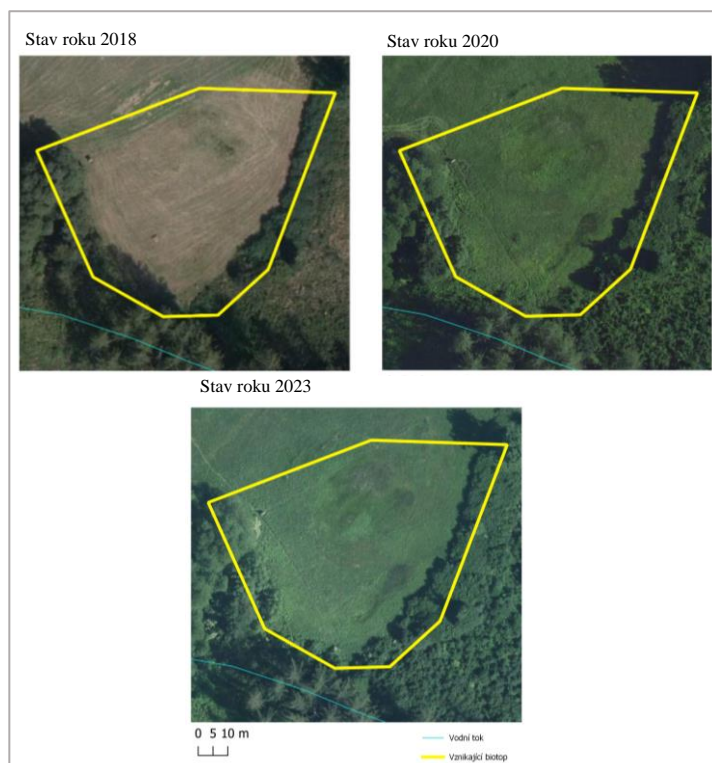 Stav roku 2018
Stav roku 2020
Stav roku 2023
0 5 10 m
Vodní tok
Vznikající biotop